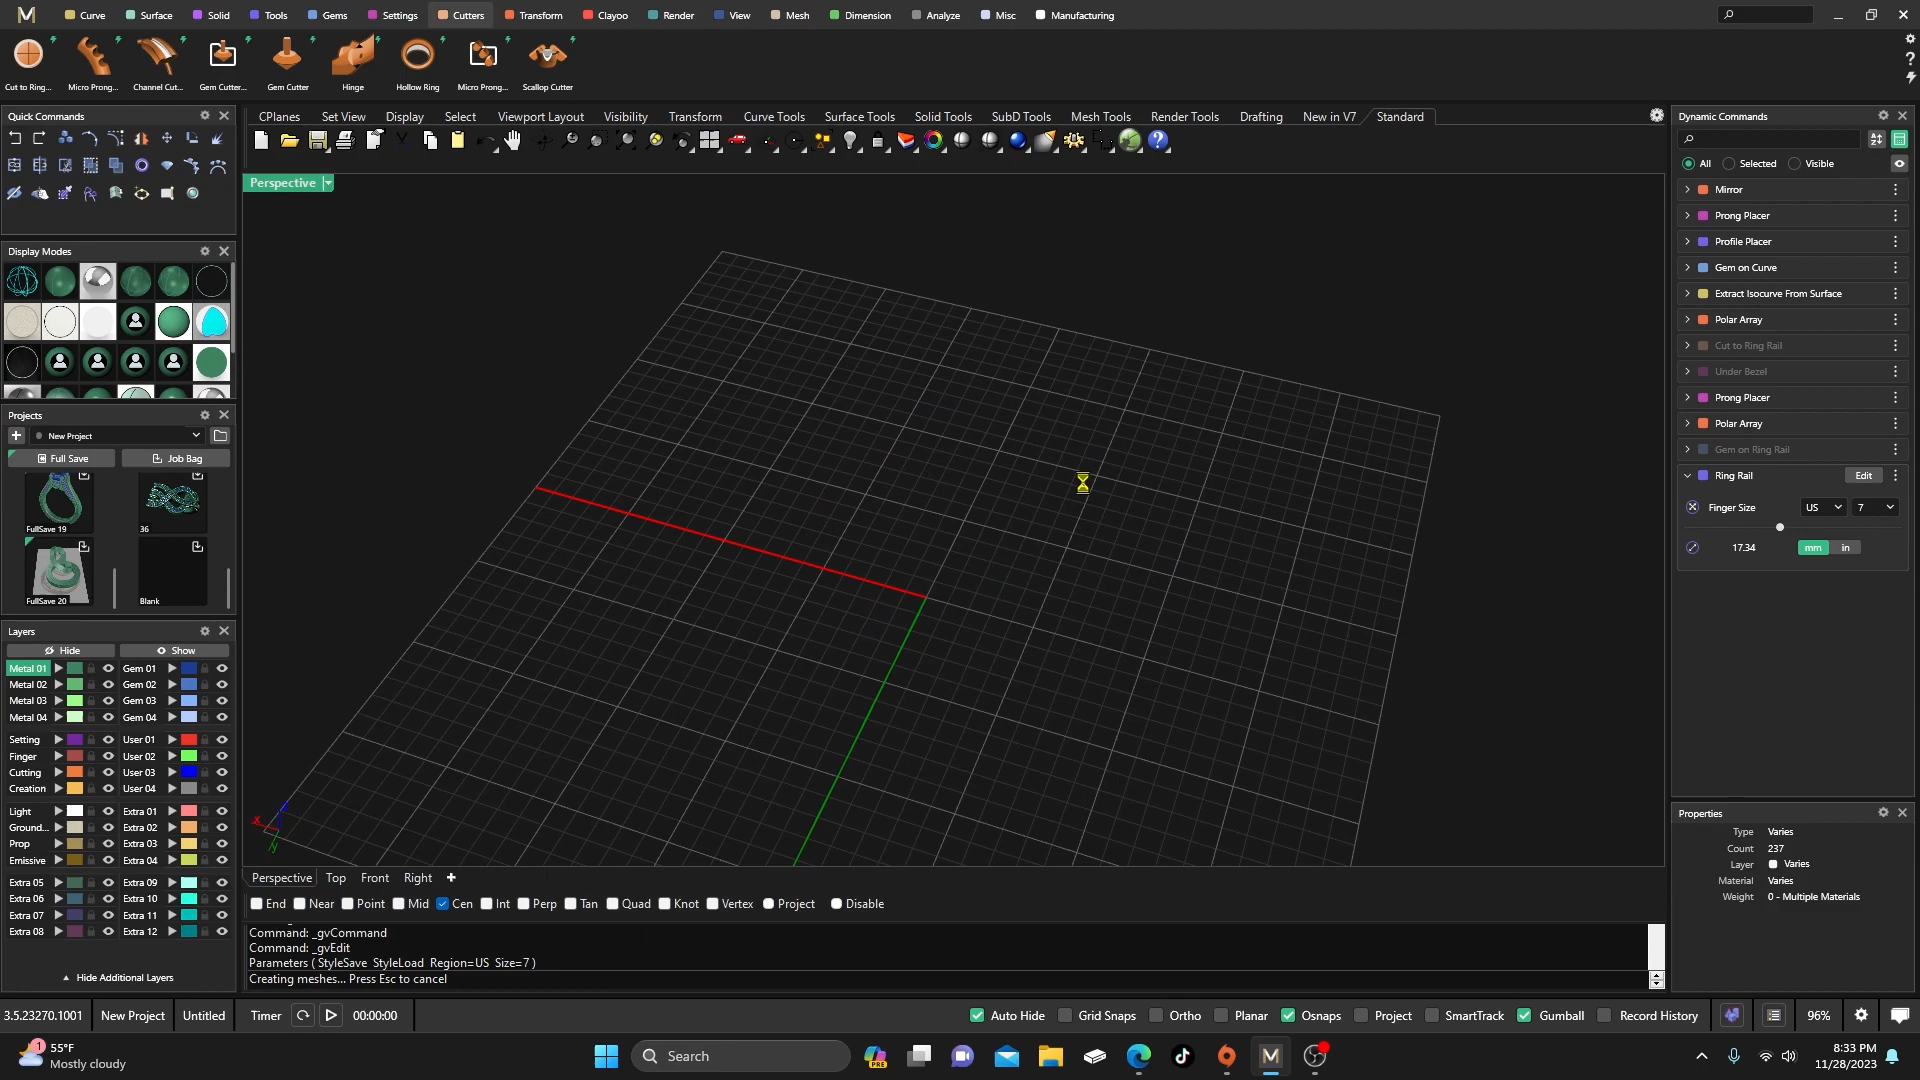 Curve Surface Solid Tools Gems Settings Cutters Transform Clayoo Render View Mesh Dimension Analyze Misc Manufacturing
Cut to Ring... Micro Prong... Channel Cut... Gem Cutter... Gem Cutter Hinge Hollow Ring Micro Prong... Scallop Cutter
Quick Commands
CPlanes Set View Display Select Viewport Layout Visibility Transform Curve Tools Surface Tools Solid Tools SubD Tools Mesh Tools Render Tools Drafting New in V7 Standard
Perspective
Display Modes
Projects
New Project
Full Save Job Bag
FullSave 19 36
FullSave 20 Blank
Layers
Hide Show
Metal 01 Gem 01
Metal 02 Gem 02
Metal 03 Gem 03
Metal 04 Gem 04
Setting User 01
Finger User 02
Cutting User 03
Creation User 04
Light Extra 01
Ground... Extra 02
Prop Extra 03
Emissive Extra 04
Extra 05 Extra 09
Extra 06 Extra 10
Extra 07 Extra 11
Extra 08 Extra 12
Hide Additional Layers
x
z
y
Perspective Top Front Right
End Near Point Mid Cen Int Perp Tan Quad Knot Vertex Project Disable
Command: _gvCommand
Command: _gvEdit
Parameters ( StyleSave StyleLoad Region=US Size=7 )
Creating meshes... Press Esc to cancel
Dynamic Commands
All Selected Visible
Mirror
Prong Placer
Profile Placer
Gem on Curve
Extract Isocurve From Surface
Polar Array
Cut to Ring Rail
Under Bezel
Prong Placer
Polar Array
Gem on Ring Rail
Ring Rail Edit
Finger Size US 7
17.34 mm in
Properties
Type Varies
Count 237
Layer Varies
Material Varies
Weight 0 - Multiple Materials
3.5.23270.1001 New Project Untitled Timer 00:00:00 Auto Hide Grid Snaps Ortho Planar Osnaps Project SmartTrack Gumball Record History 96%
1 55°F
Mostly cloudy
Search
PRE
8:33 PM
11/28/2023